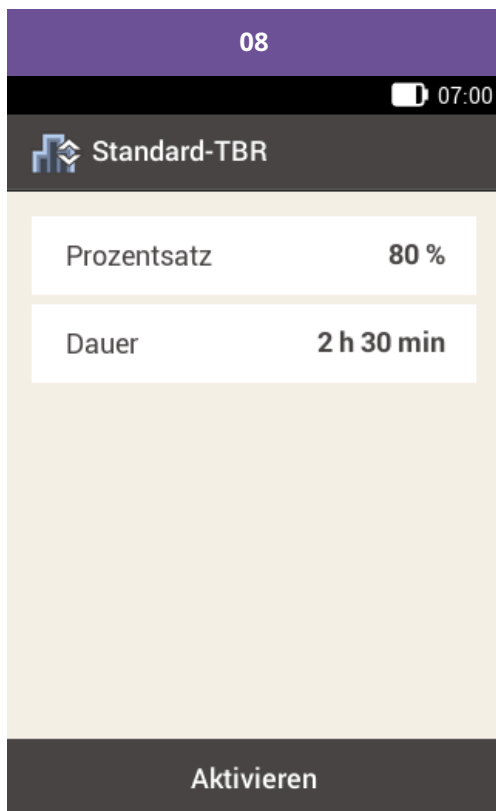 08
07:00
Standard-TBR
Prozentsatz 80 %
Dauer 2 h 30 min
Aktivieren